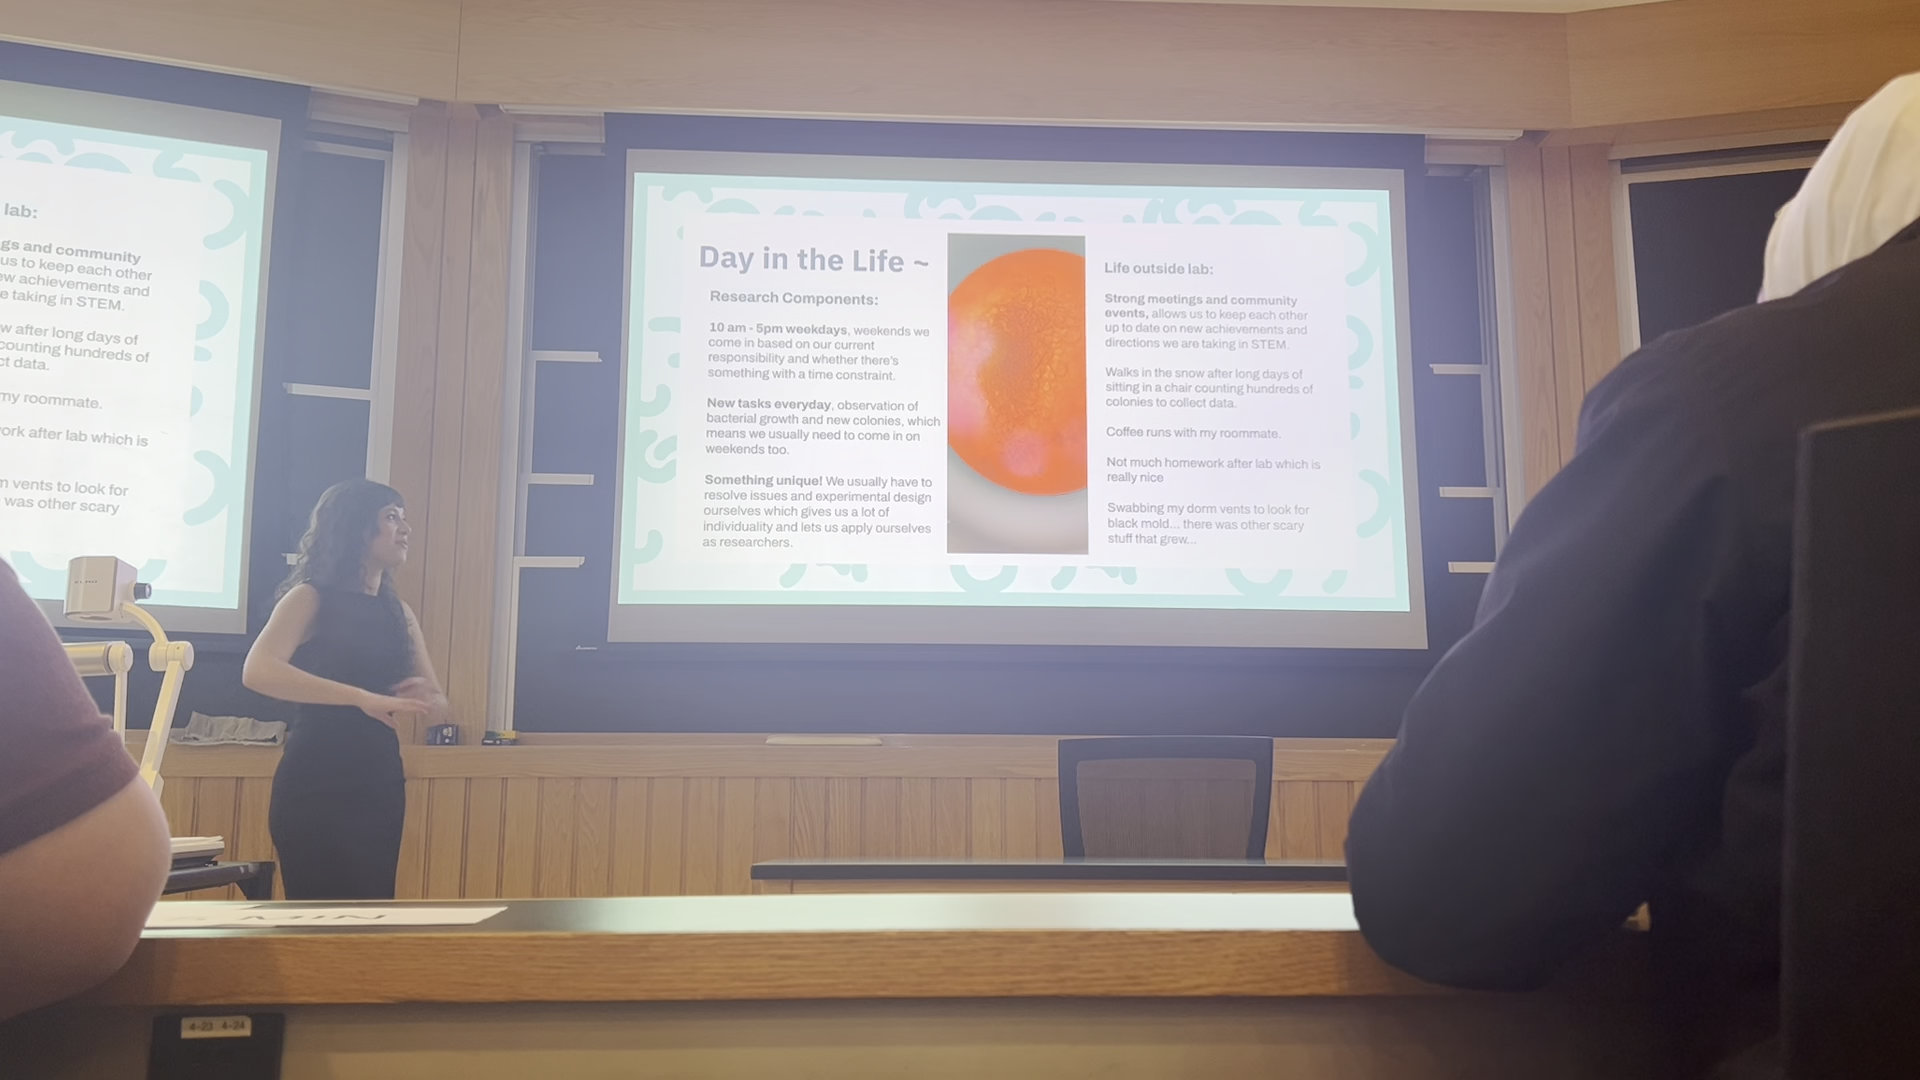 lab:
gs and community
us to keep each other
ew achievements and
e taking in STEM.
w after long days of
counting hundreds of
ct data.
my roommate.
ork after lab which is
m vents to look for
was other scary
Day in the Life ~
Research Components:
10 am - 5pm weekdays, weekends we
come in based on our current
responsibility and whether there's
something with a time constraint.
New tasks everyday, observation of
bacterial growth and new colonies, which
means we usually need to come in on
weekends too.
Something unique! We usually have to
resolve issues and experimental design
ourselves which gives us a lot of
individuality and lets us apply ourselves
as researchers.
Life outside lab:
Strong meetings and community
events, allows us to keep each other
up to date on new achievements and
directions we are taking in STEM.
Walks in the snow after long days of
sitting in a chair counting hundreds of
colonies to collect data.
Coffee runs with my roommate.
Not much homework after lab which is
really nice
Swabbing my dorm vents to look for
black mold... there was other scary
stuff that grew...
5 MIN
4-23 4-24